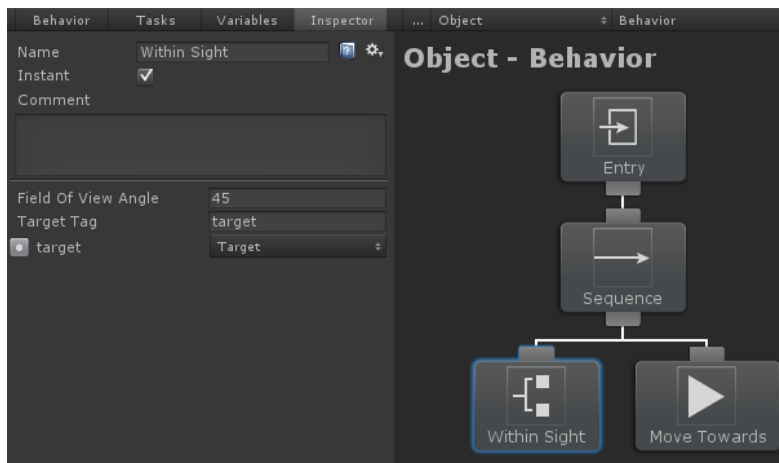 Behavior Tasks Variables Inspector ... Object Behavior
Name Within Sight
Instant
Comment
Field Of View Angle 45
Target Tag target
target Target
Object - Behavior
Entry
Sequence
Within Sight Move Towards